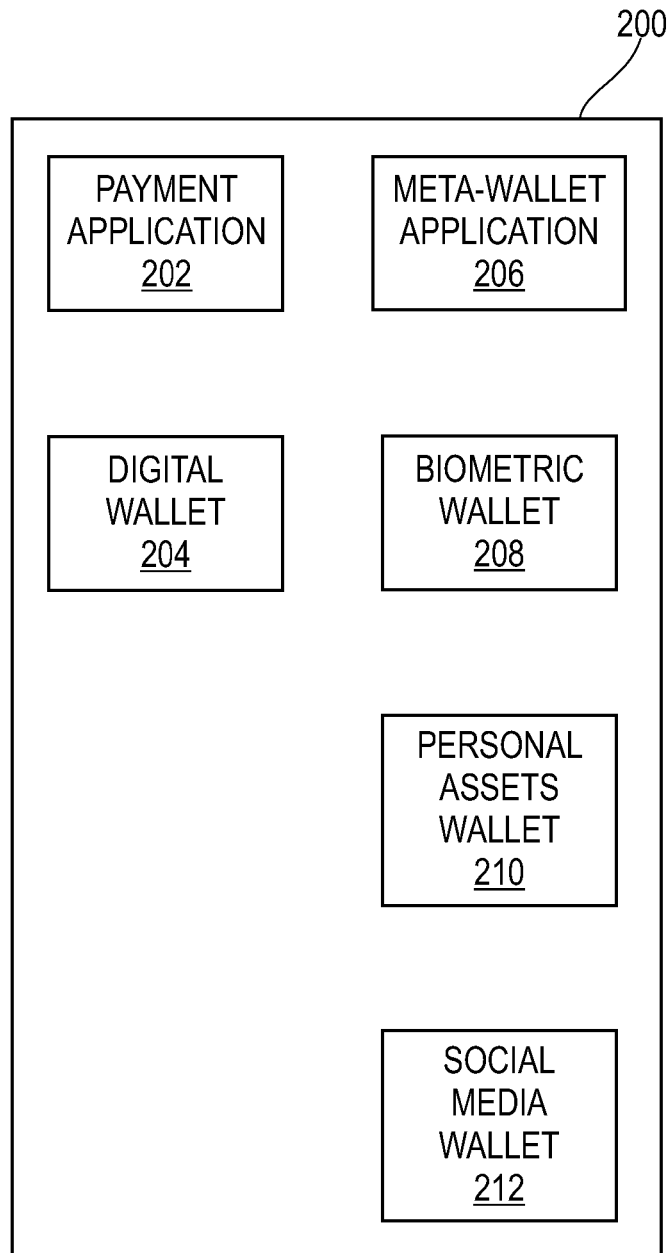 200
PAYMENT
APPLICATION
202
META-WALLET
APPLICATION
206
DIGITAL
WALLET
204
BIOMETRIC
WALLET
208
PERSONAL
ASSETS
WALLET
210
SOCIAL
MEDIA
WALLET
212